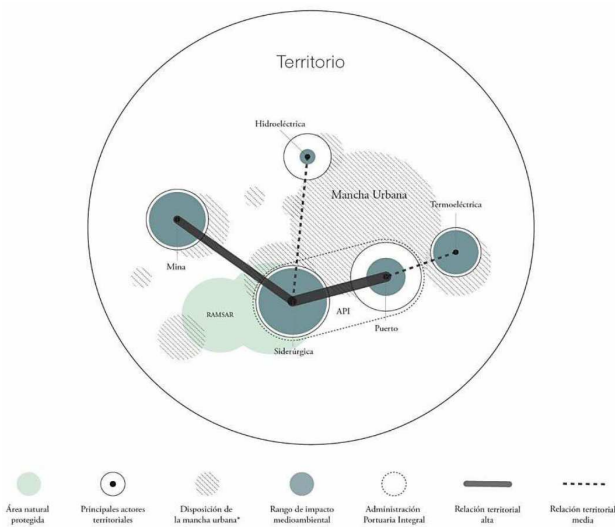 Territorio
Hidroeléctrica
Mancha Urbana
Termoeléctrica
Mina
RAMSAR
API
Puerto
Siderúrgica
Área natural
protegida
Principales actores
territoriales
Disposición de
la mancha urbana*
Rango de impacto
medioambiental
Administración
Portuaria Integral
Relación territorial
alta
Relación territorial
media